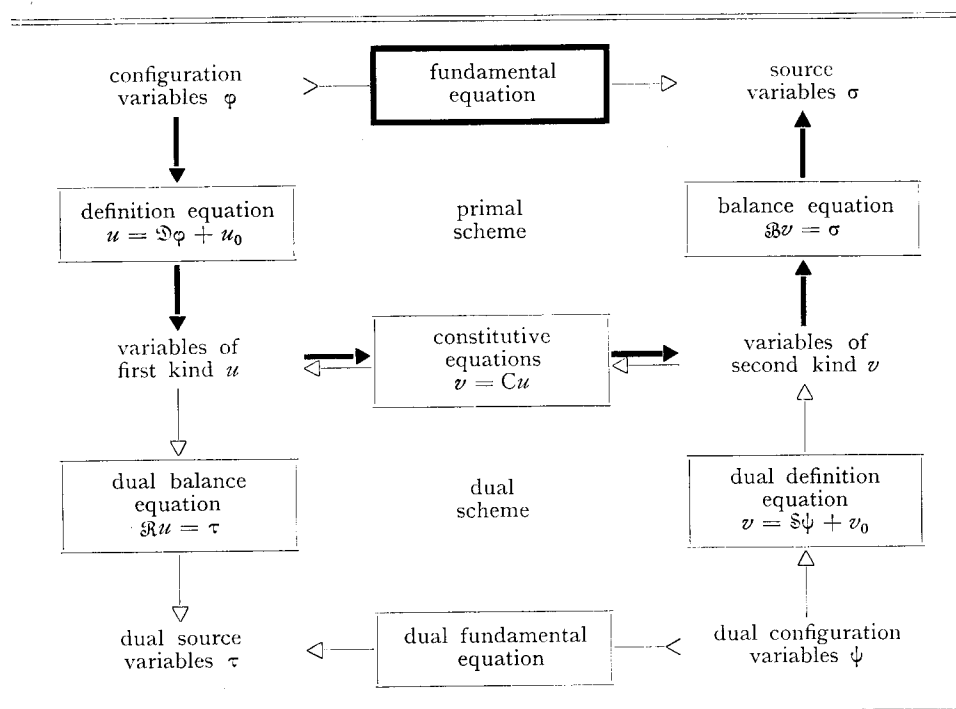 configuration
variables φ
fundamental
equation
source
variables σ
definition equation
u = 𝔇φ + u₀
primal
scheme
balance equation
ℬv = σ
variables of
first kind u
constitutive
equations
v = Cu
variables of
second kind v
dual balance
equation
ℜu = τ
dual
scheme
dual definition
equation
v = 𝕊ψ + v₀
dual source
variables τ
dual fundamental
equation
dual configuration
variables ψ